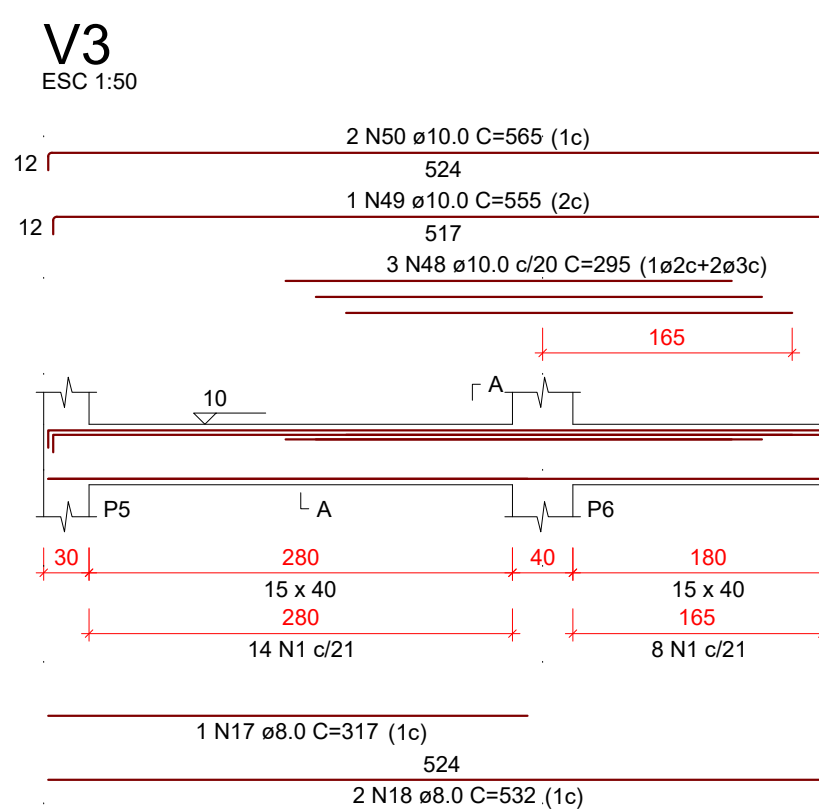 V3
ESC 1:50
2 N50 ø10.0 C=565 (1c)
12
524
1 N49 ø10.0 C=555 (2c)
12
517
3 N48 ø10.0 c/20 C=295 (1ø2c+2ø3c)
165
A
10
P5
A
P6
30
280
40
180
15 x 40
15 x 40
280
165
14 N1 c/21
8 N1 c/21
1 N17 ø8.0 C=317 (1c)
524
2 N18 ø8.0 C=532 (1c)